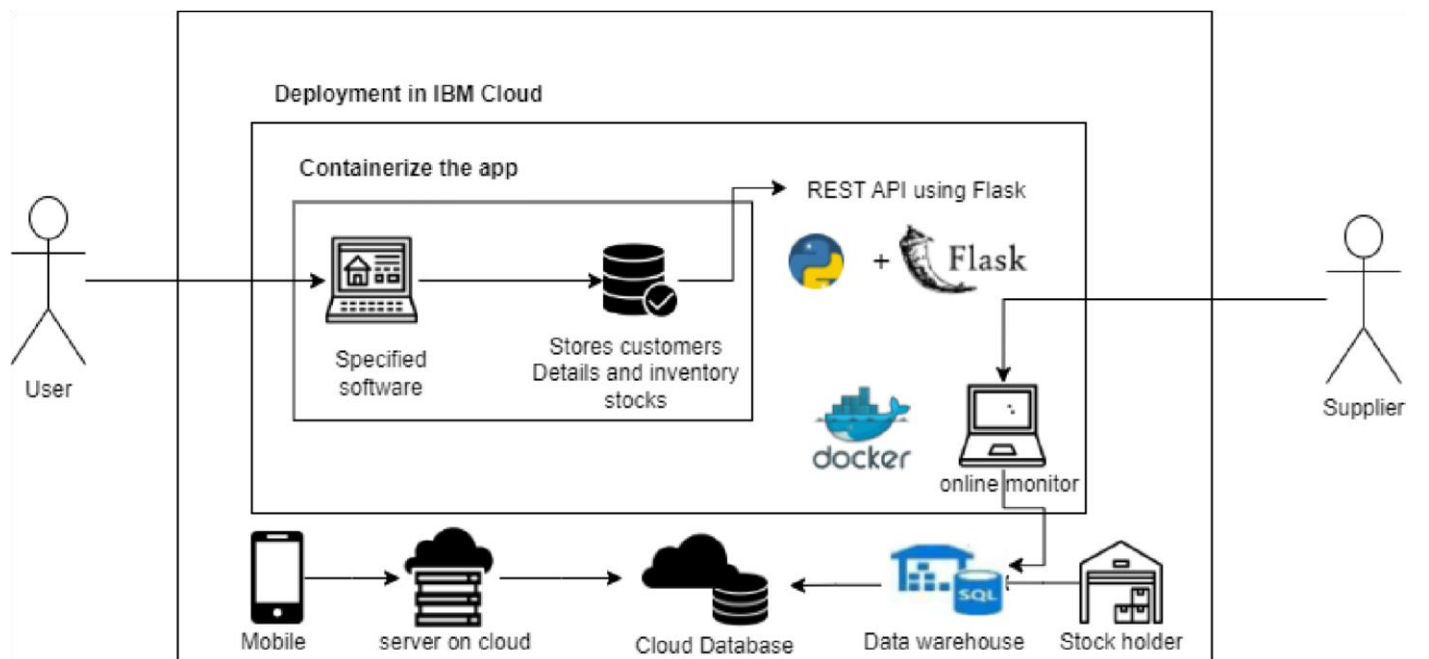 Deployment in IBM Cloud
Containerize the app
REST API using Flask
+
Flask
Specified
software
Stores customers
Details and inventory
stocks
User
Supplier
docker
online monitor
SQL
Mobile
server on cloud
Cloud Database
Data warehouse
Stock holder